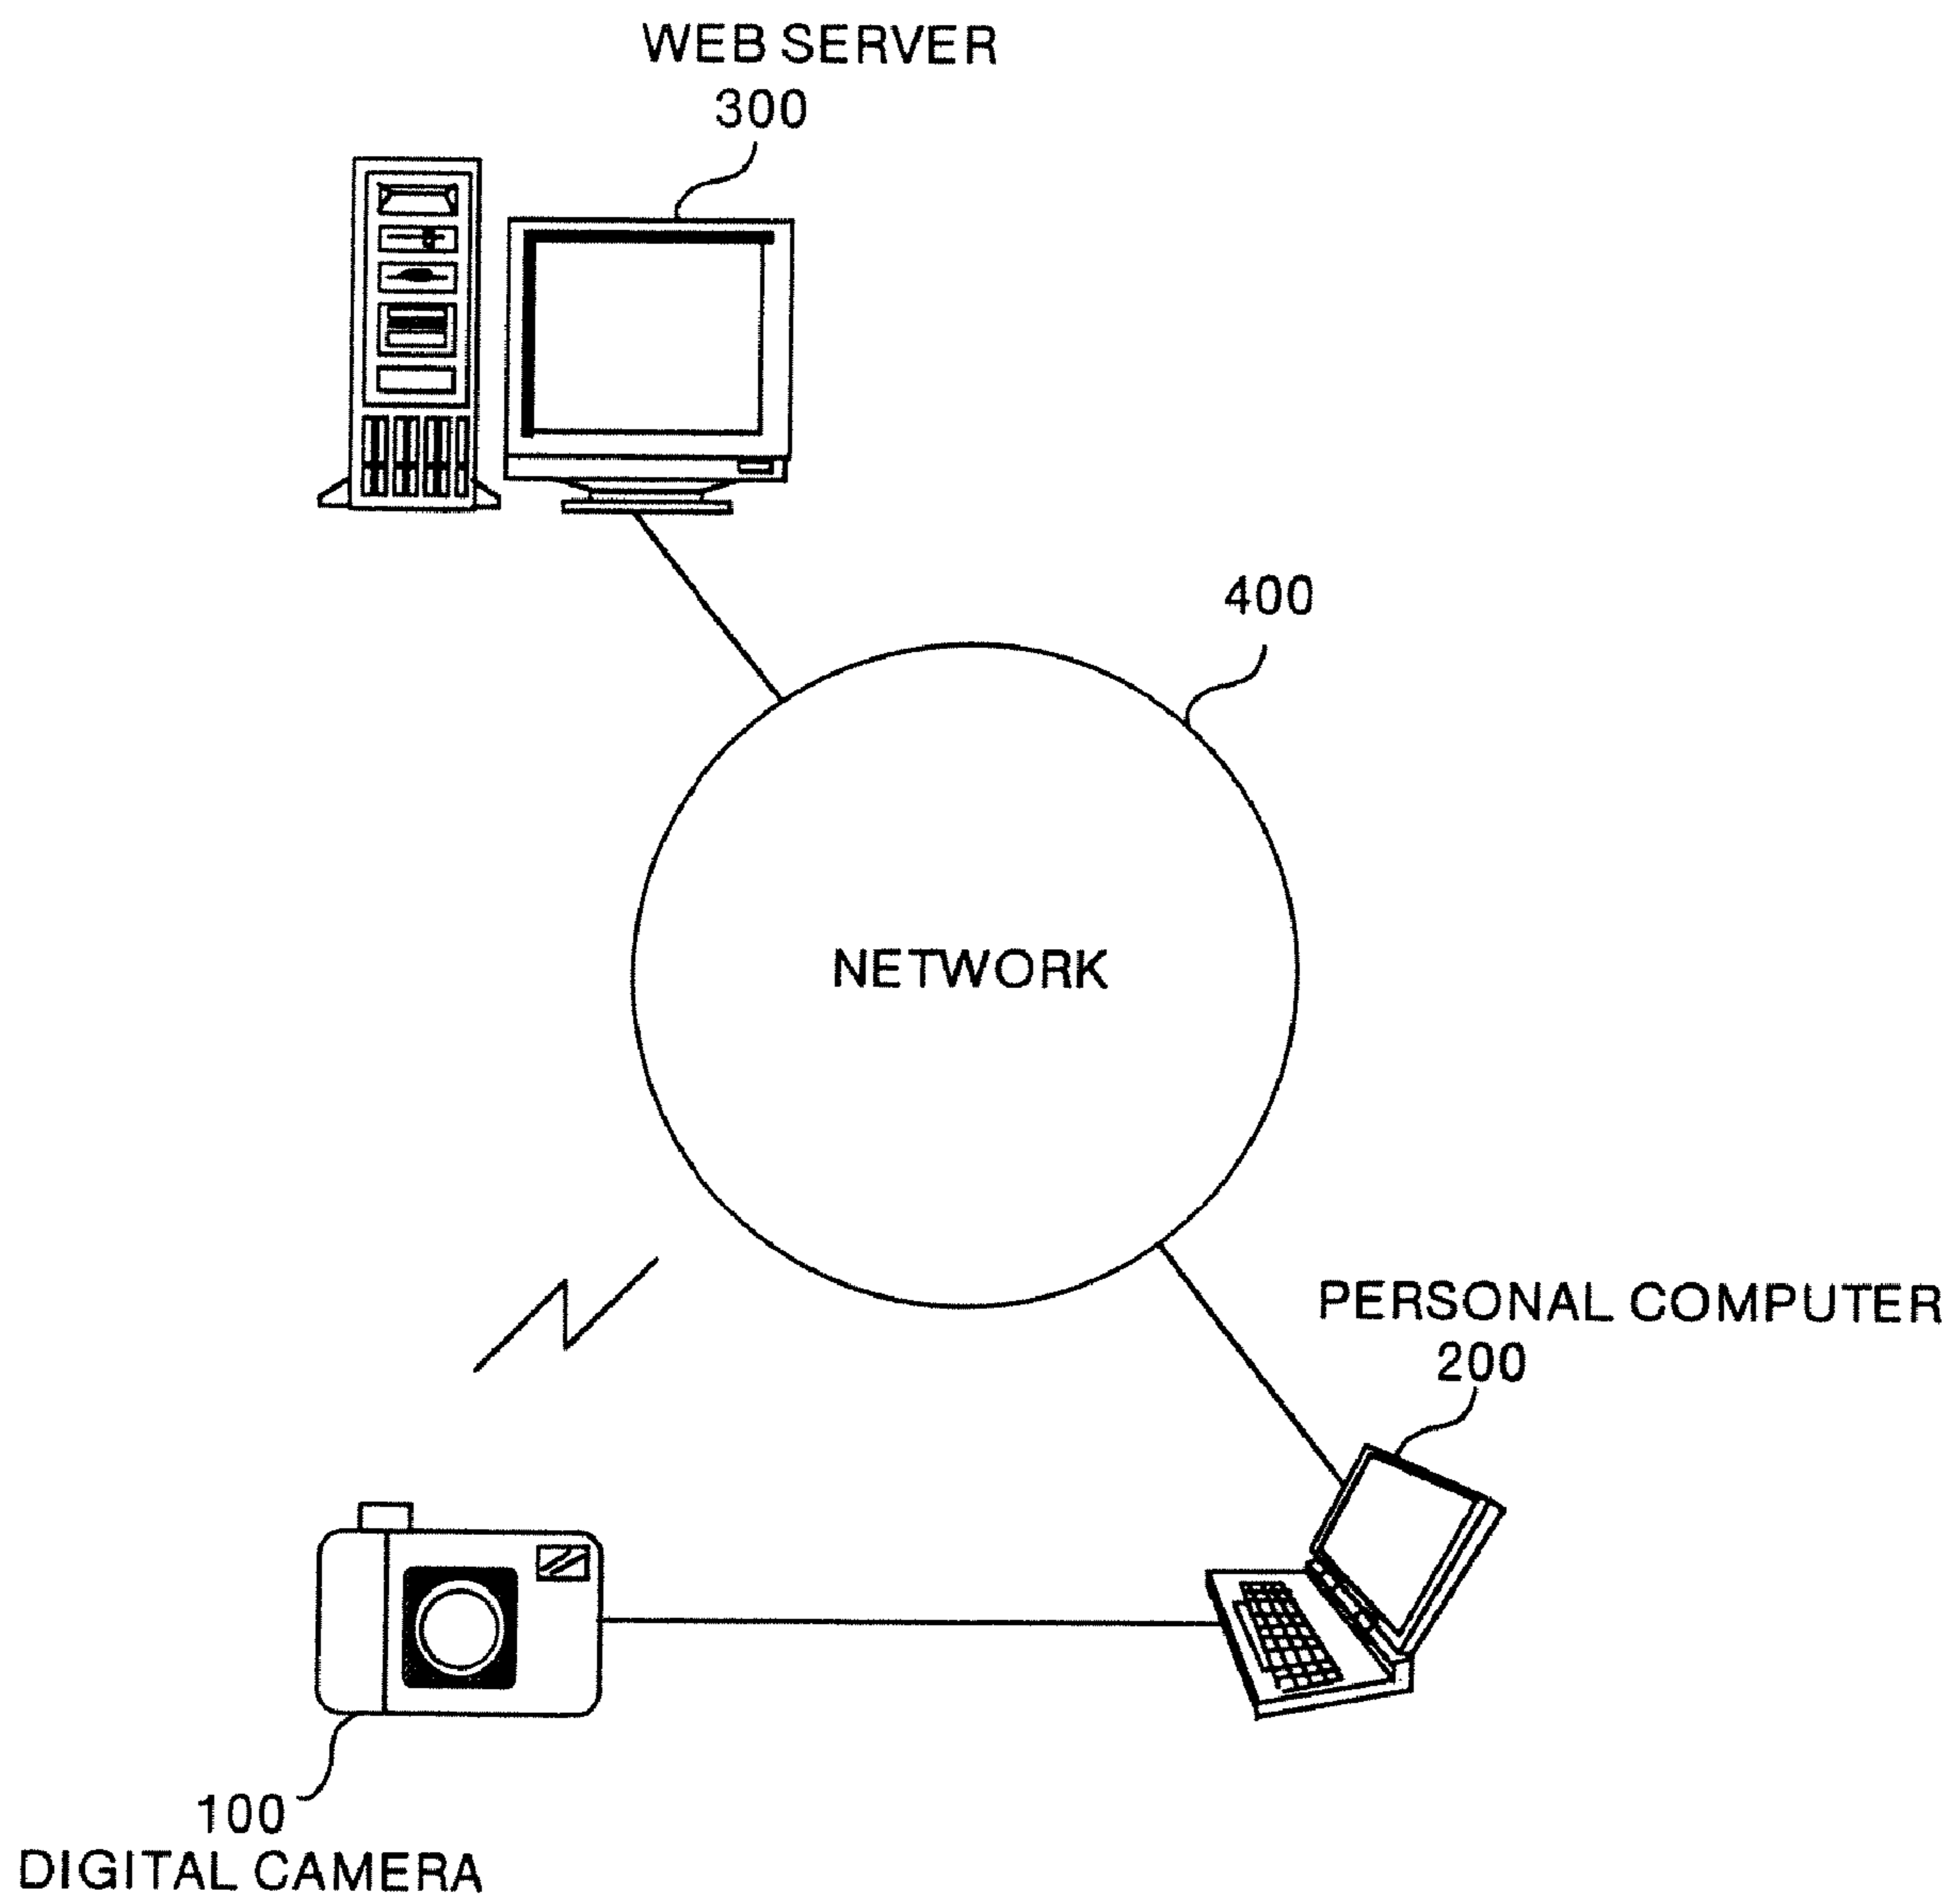 WEB SERVER
300
400
NETWORK
PERSONAL COMPUTER
200
100
DIGITAL CAMERA